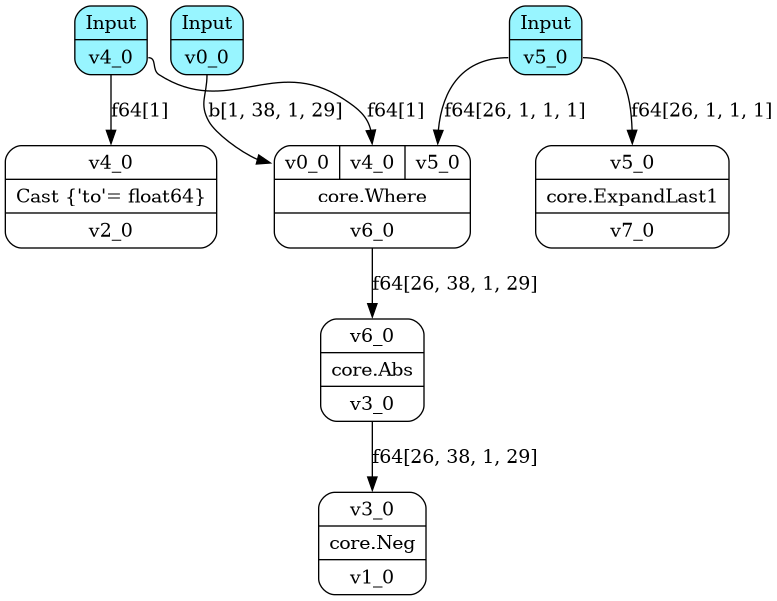 Input
v4_0
Input
v0_0
Input
v5_0
f64[1]
b[1, 38, 1, 29]
f64[1]
f64[26, 1, 1, 1]
f64[26, 1, 1, 1]
v4_0
Cast {'to'= float64}
v2_0
v0_0 v4_0 v5_0
core.Where
v6_0
v5_0
core.ExpandLast1
v7_0
f64[26, 38, 1, 29]
v6_0
core.Abs
v3_0
f64[26, 38, 1, 29]
v3_0
core.Neg
v1_0